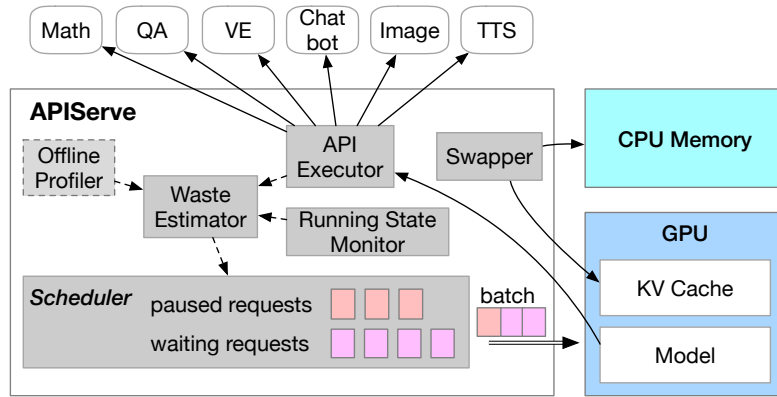 Math
QA
VE
Chat
bot
Image
TTS
APIServe
API
Executor
Offline
Profiler
Waste
Estimator
Running State
Monitor
Swapper
CPU Memory
GPU
KV Cache
Model
Scheduler
paused requests
waiting requests
batch